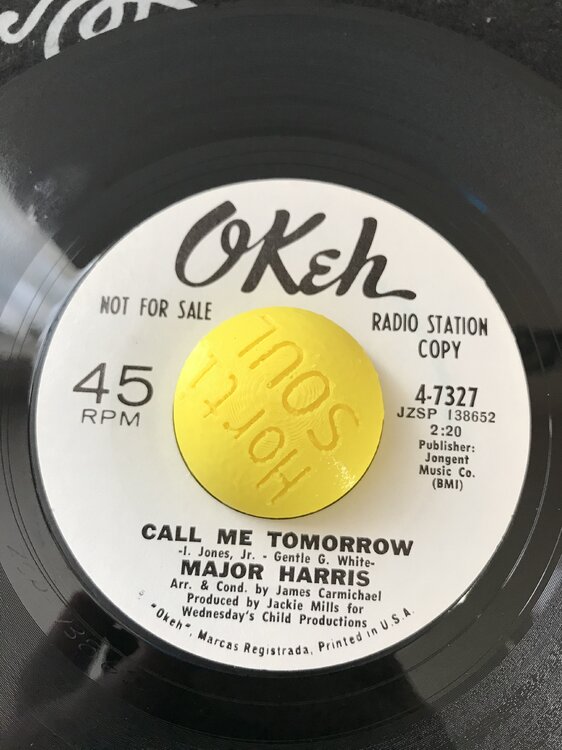 OKeh
NOT FOR SALE
RADIO STATION
COPY
45
RPM
4-7327
JZSP 138652
2:20
Publisher:
Jongent
Music Co.
(BMI)
Horti
SOUL
CALL ME TOMORROW
-I. Jones, Jr. - Gentle G. White-
MAJOR HARRIS
Arr. & Cond. by James Carmichael
Produced by Jackie Mills for
Wednesday's Child Productions
"Okeh", Marcas Registrada, Printed in U.S.A.